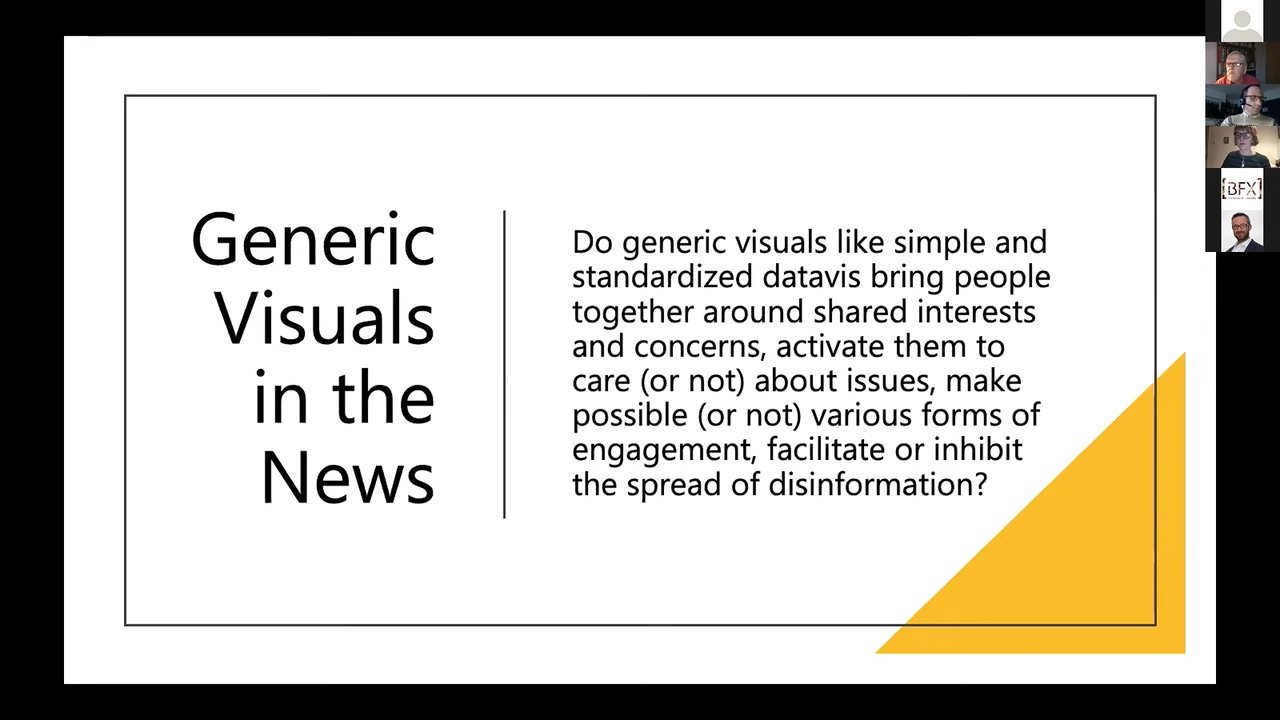 Generic
Visuals
in the
News
Do generic visuals like simple and
standardized datavis bring people
together around shared interests
and concerns, activate them to
care (or not) about issues, make
possible (or not) various forms of
engagement, facilitate or inhibit
the spread of disinformation?
[BFX]